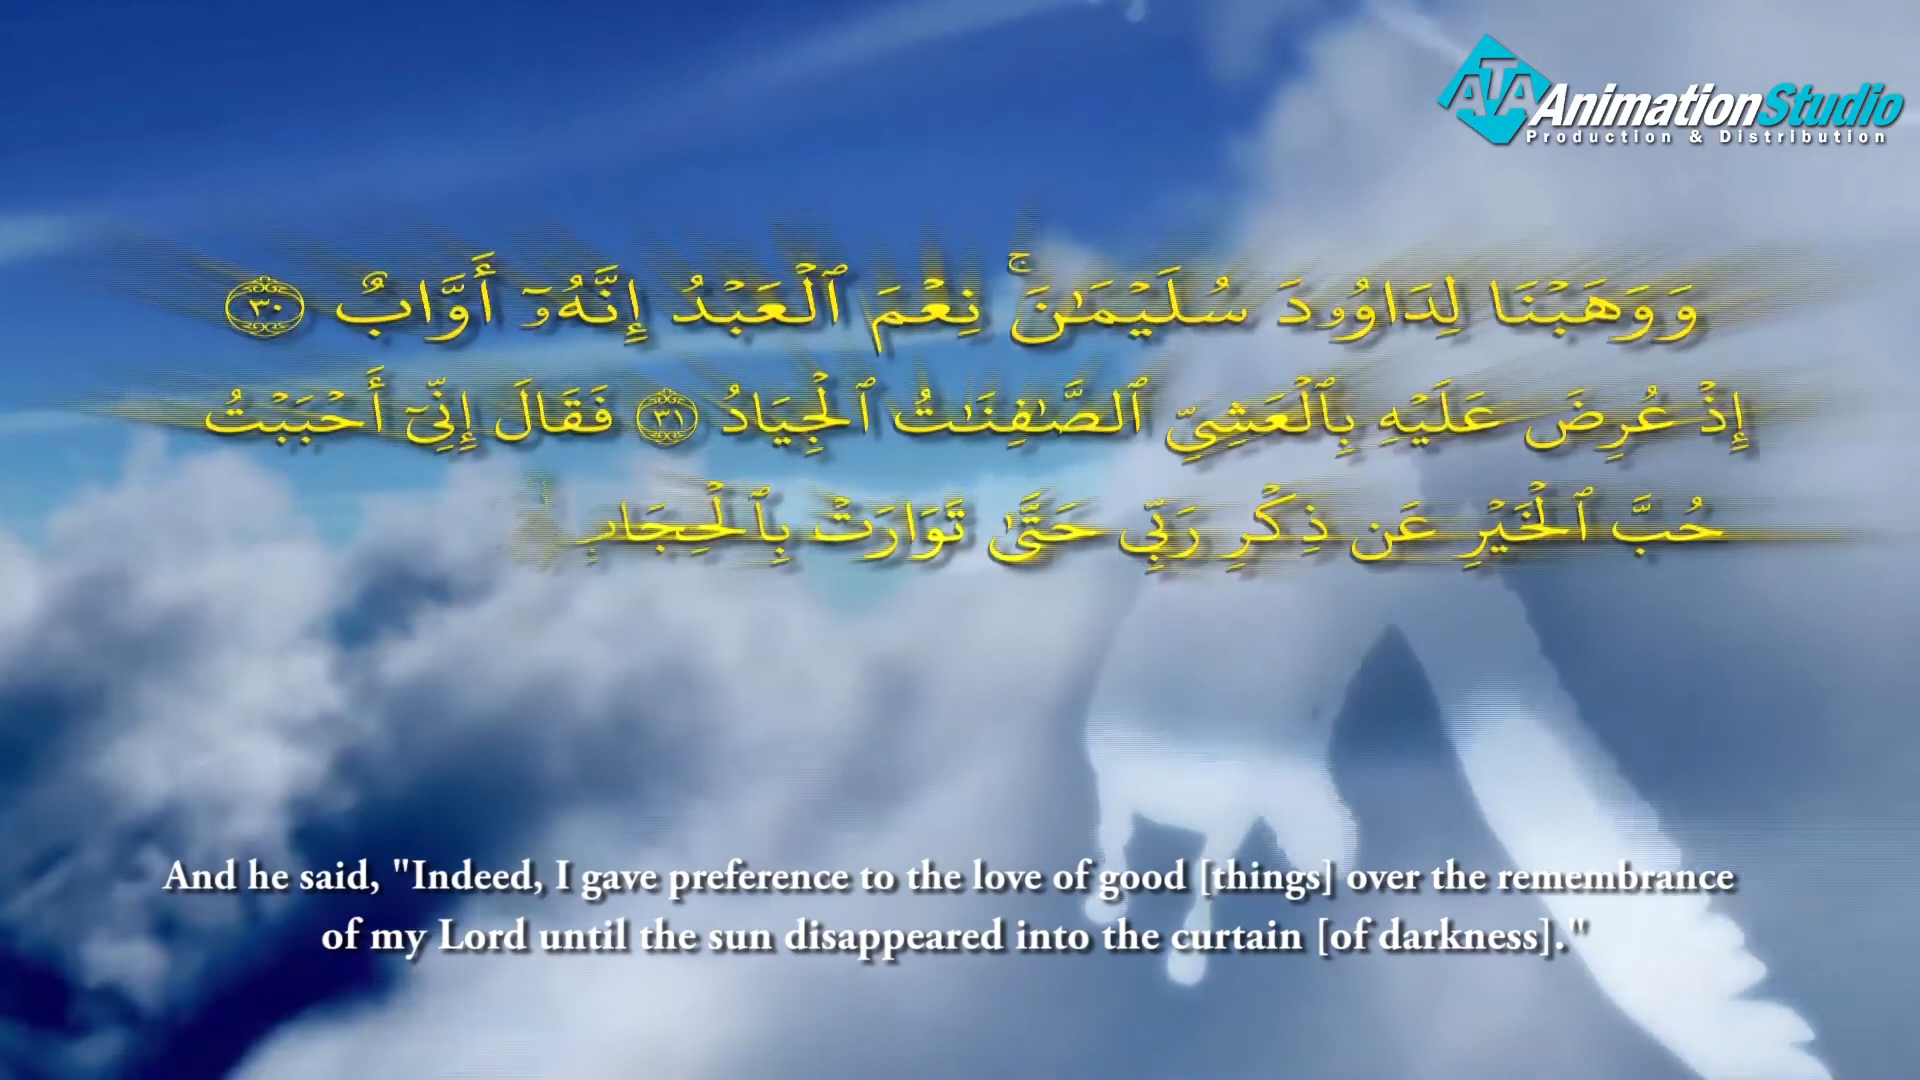 ATA AnimationStudio
Production & Distribution
وَوَهَبْنَا لِدَاوُۥدَ سُلَيْمَـٰنَ ۚ نِعْمَ ٱلْعَبْدُ إِنَّهُۥٓ أَوَّابٌ ٣٠
إِذْ عُرِضَ عَلَيْهِ بِٱلْعَشِىِّ ٱلصَّـٰفِنَـٰتُ ٱلْجِيَادُ ٣١ فَقَالَ إِنِّىٓ أَحْبَبْتُ
حُبَّ ٱلْخَيْرِ عَن ذِكْرِ رَبِّى حَتَّىٰ تَوَارَتْ
And he said, "Indeed, I gave preference to the love of good [things] over the remembrance
of my Lord until the sun disappeared into the curtain [of darkness]."